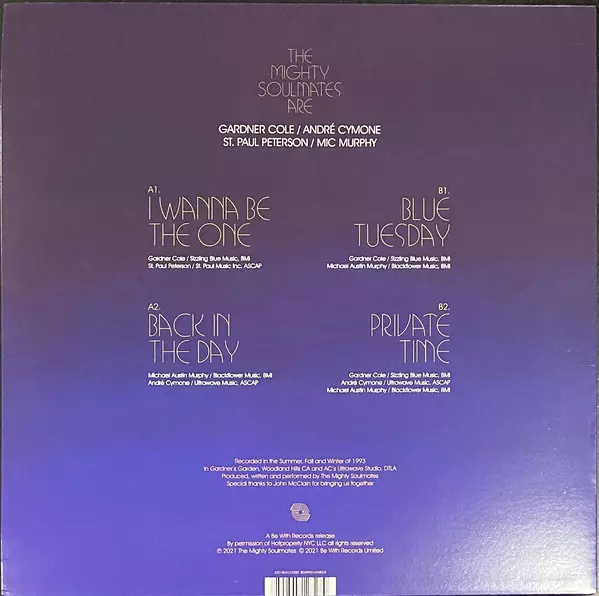 THE
MIGHTY
SOULMATES
ARE
GARDNER COLE / ANDRÉ CYMONE
ST. PAUL PETERSON / MIC MURPHY
A1.
I WANNA BE
THE ONE
Gardner Cole / Sizzling Blue Music, BMI
St. Paul Peterson / St. Paul Music Inc, ASCAP
B1.
BLUE
TUESDAY
Gardner Cole / Sizzling Blue Music, BMI
Michael Austin Murphy / Blackflower Music, BMI
A2.
BACK IN
THE DAY
Michael Austin Murphy / Blackflower Music, BMI
André Cymone / Ultrawave Music, ASCAP
B2.
PRIVATE
TIME
Gardner Cole / Sizzling Blue Music, BMI
André Cymone / Ultrawave Music, ASCAP
Michael Austin Murphy / Blackflower Music, BMI
Recorded in the Summer, Fall and Winter of 1993
In Gardner's Garden, Woodland Hills CA and AC's Ultrawave Studio, DTLA
Produced, written and performed by The Mighty Soulmates
Special thanks to John McClain for bringing us together
A Be With Records release
By permission of Hotproperty NYC LLC all rights reserved
℗ 2021 The Mighty Soulmates © 2021 Be With Records Limited